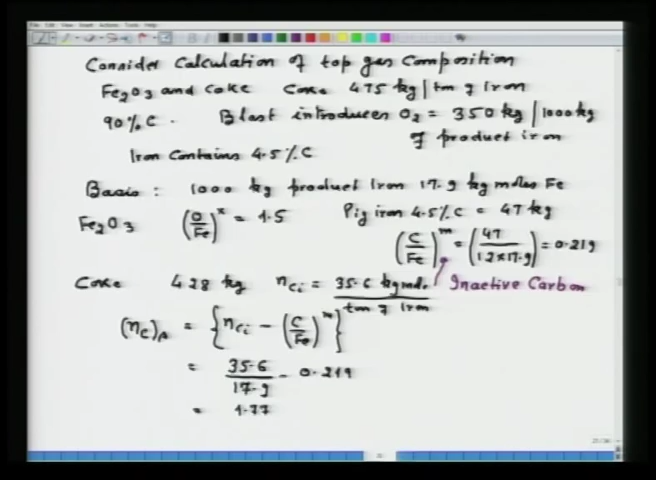 Consider Calculation of top gas Composition
Fe2O3 and coke Coke 475 kg | ton of iron
90% C . Blast introduces O2 = 350 kg | 1000 kg
of product iron
Iron Contains 4.5% C
Basis : 1000 kg product Iron 17.9 kg moles Fe
Fe2O3 (O/Fe)^x = 1.5 Pig iron 4.5% C = 47 kg
(C/Fe)^m = (47/12×17.9) = 0.219
Coke 428 kg nCi = 35.6 kg mol./ton of iron Inactive Carbon
(nC)A = {nCi - (C/Fe)^m}
= 35.6/17.9 - 0.219
= 1.77